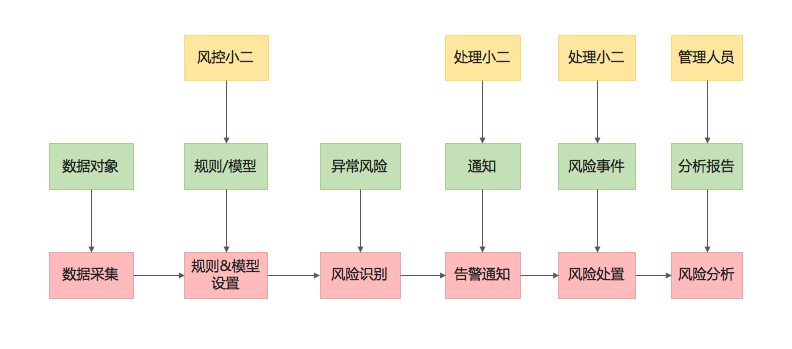 风控小二
处理小二
处理小二
管理人员
数据对象
规则/模型
异常风险
通知
风险事件
分析报告
数据采集
规则&模型
设置
风险识别
告警通知
风险处置
风险分析